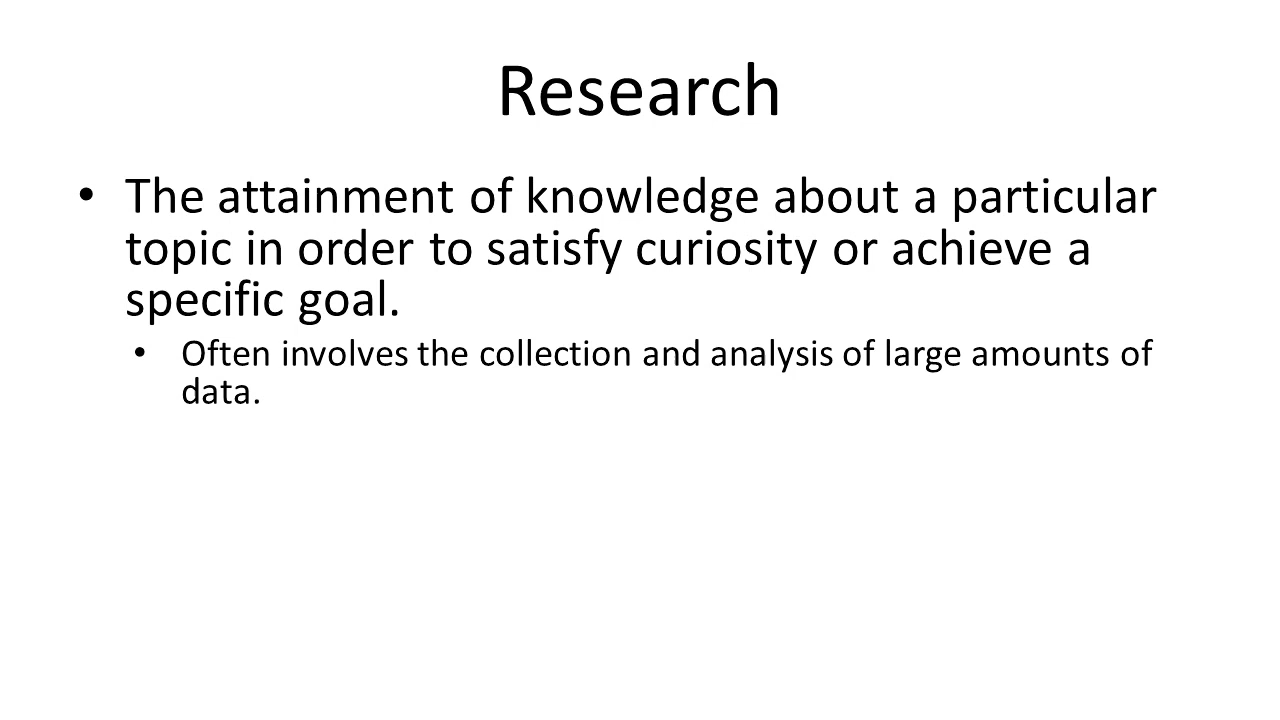 Research
• The attainment of knowledge about a particular
topic in order to satisfy curiosity or achieve a
specific goal.
• Often involves the collection and analysis of large amounts of
data.